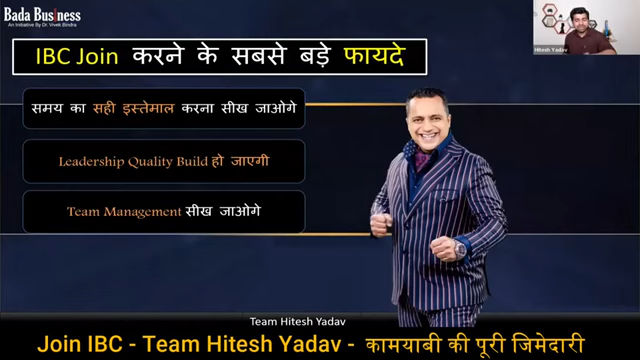 Bada Business
An Initiative By Dr. Vivek Bindra
Hitesh Yadav
IBC Join करने के सबसे बड़े फायदे
समय का सही इस्तेमाल करना सीख जाओगे
Leadership Quality Build हो जाएगी
Team Management सीख जाओगे
Team Hitesh Yadav
Join IBC - Team Hitesh Yadav - कामयाबी की पूरी जिमेदारी